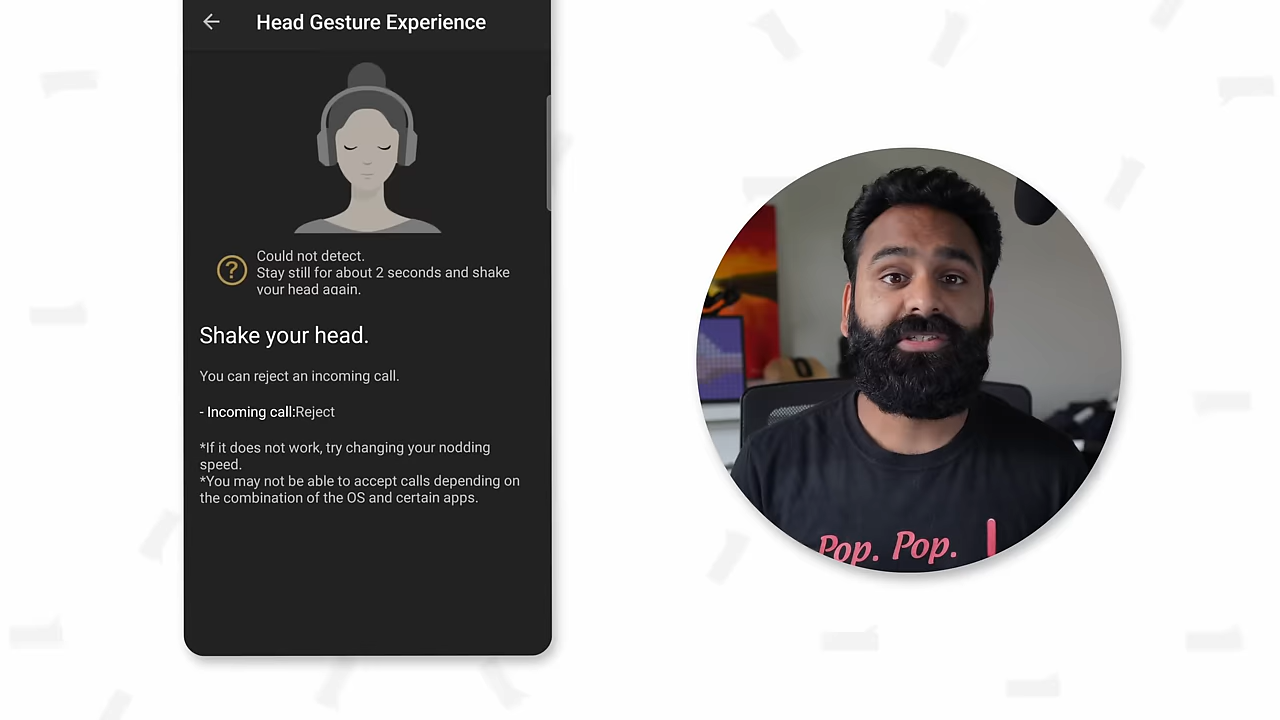 Head Gesture Experience
?
Could not detect.
Stay still for about 2 seconds and shake
your head again.
Shake your head.
You can reject an incoming call.
- Incoming call:Reject
*If it does not work, try changing your nodding
speed.
*You may not be able to accept calls depending on
the combination of the OS and certain apps.
Pop. Pop.